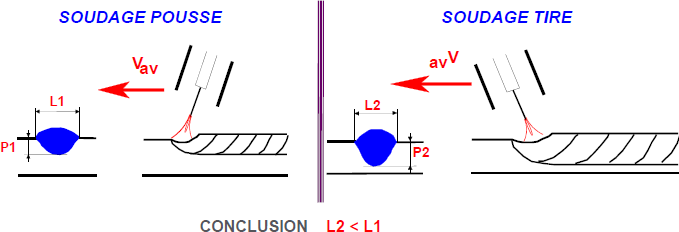 SOUDAGE POUSSE
SOUDAGE TIRE
Vav
avV
L1
P1
L2
P2
CONCLUSION L2 < L1